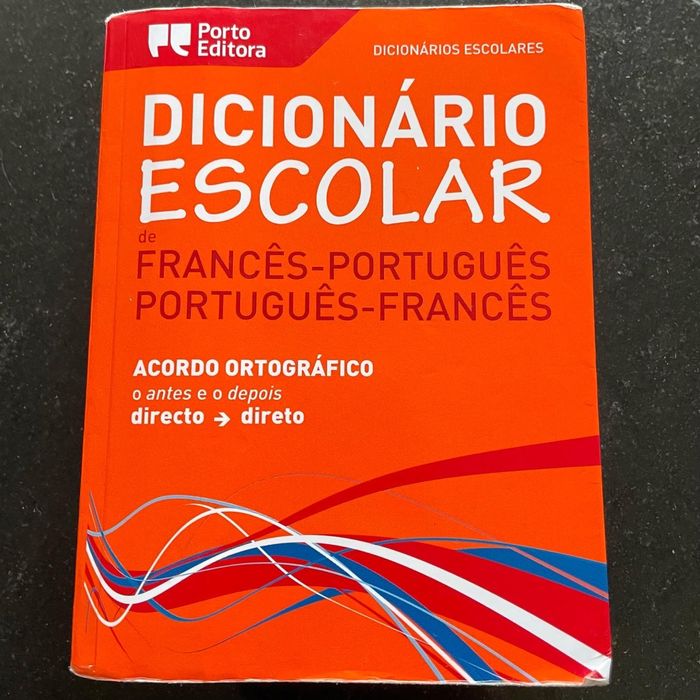 Porto
Editora
DICIONÁRIOS ESCOLARES
DICIONÁRIO
ESCOLAR
de
FRANCÊS-PORTUGUÊS
PORTUGUÊS-FRANCÊS
ACORDO ORTOGRÁFICO
o antes e o depois
directo → direto